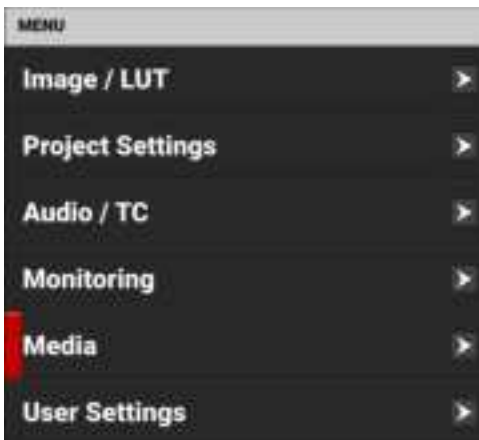 MENU
Image / LUT
Project Settings
Audio / TC
Monitoring
Media
User Settings